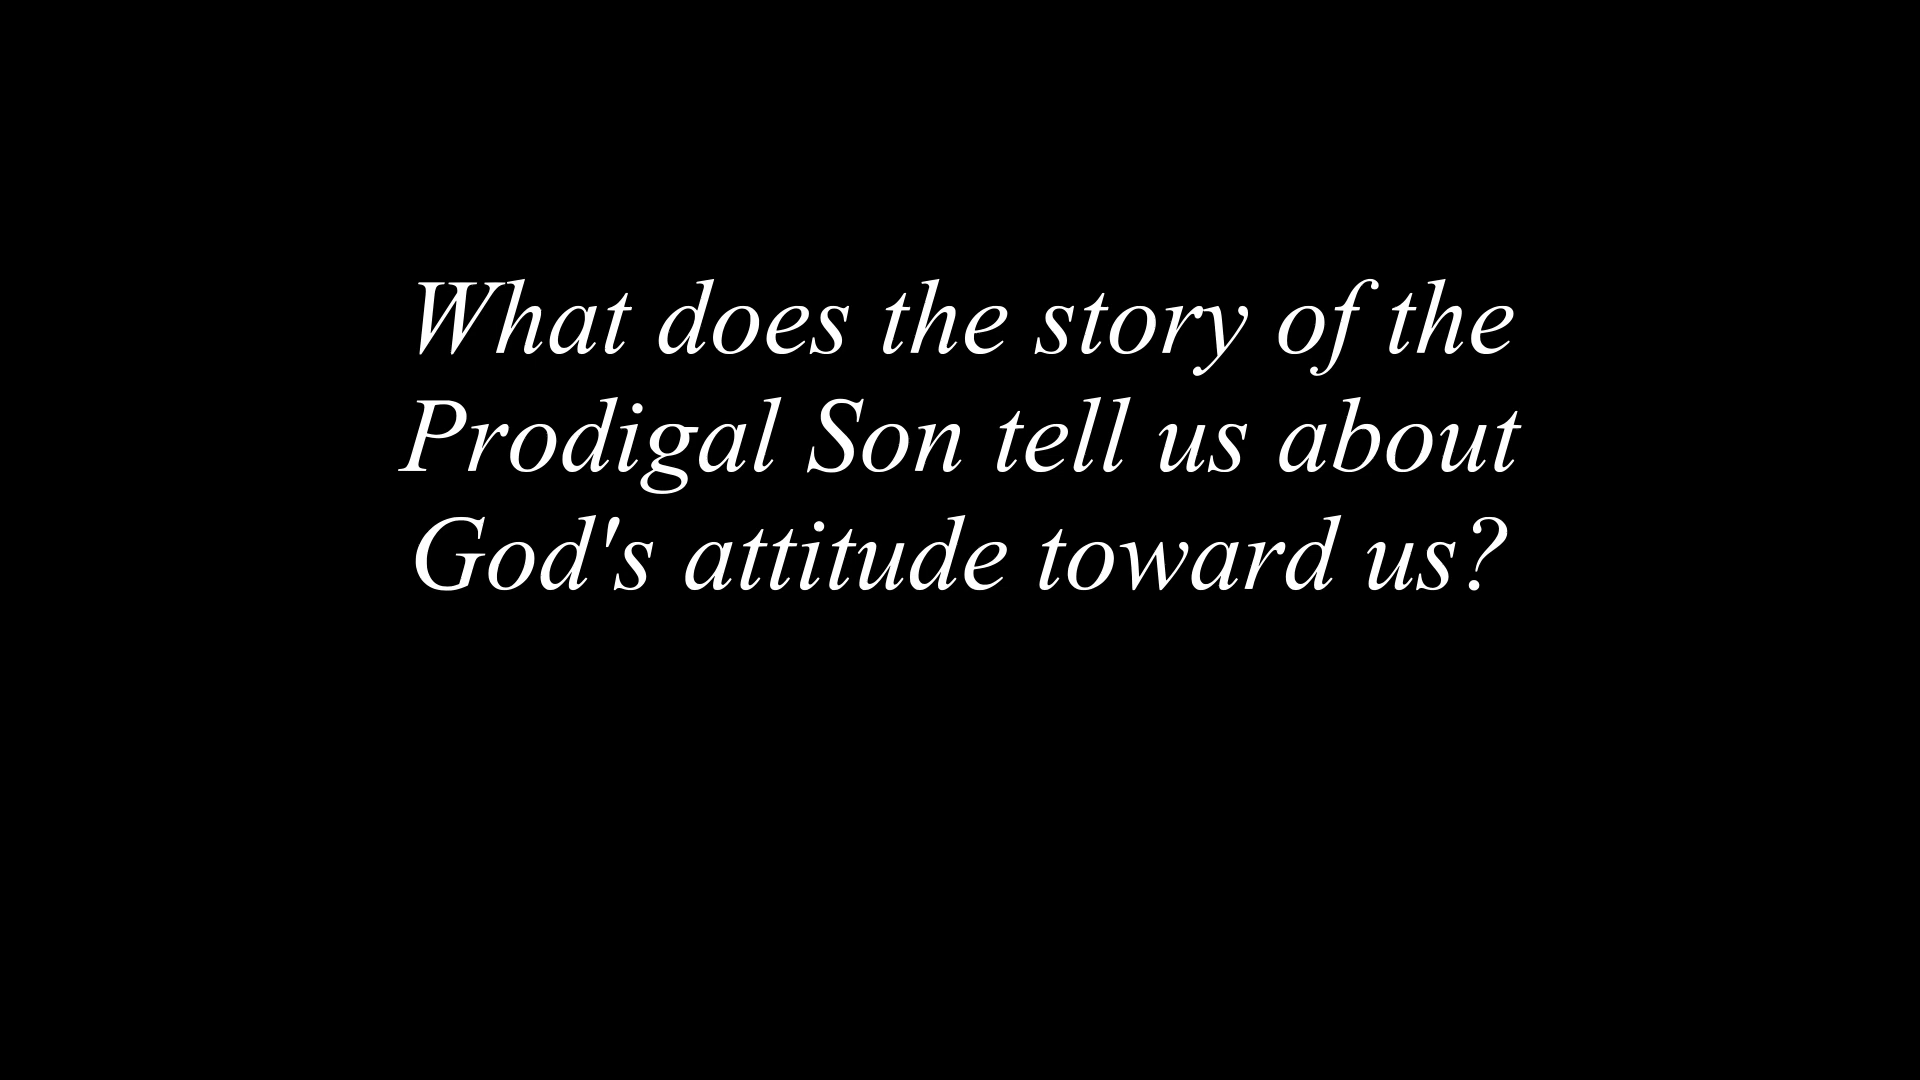 What does the story of the
Prodigal Son tell us about
God's attitude toward us?